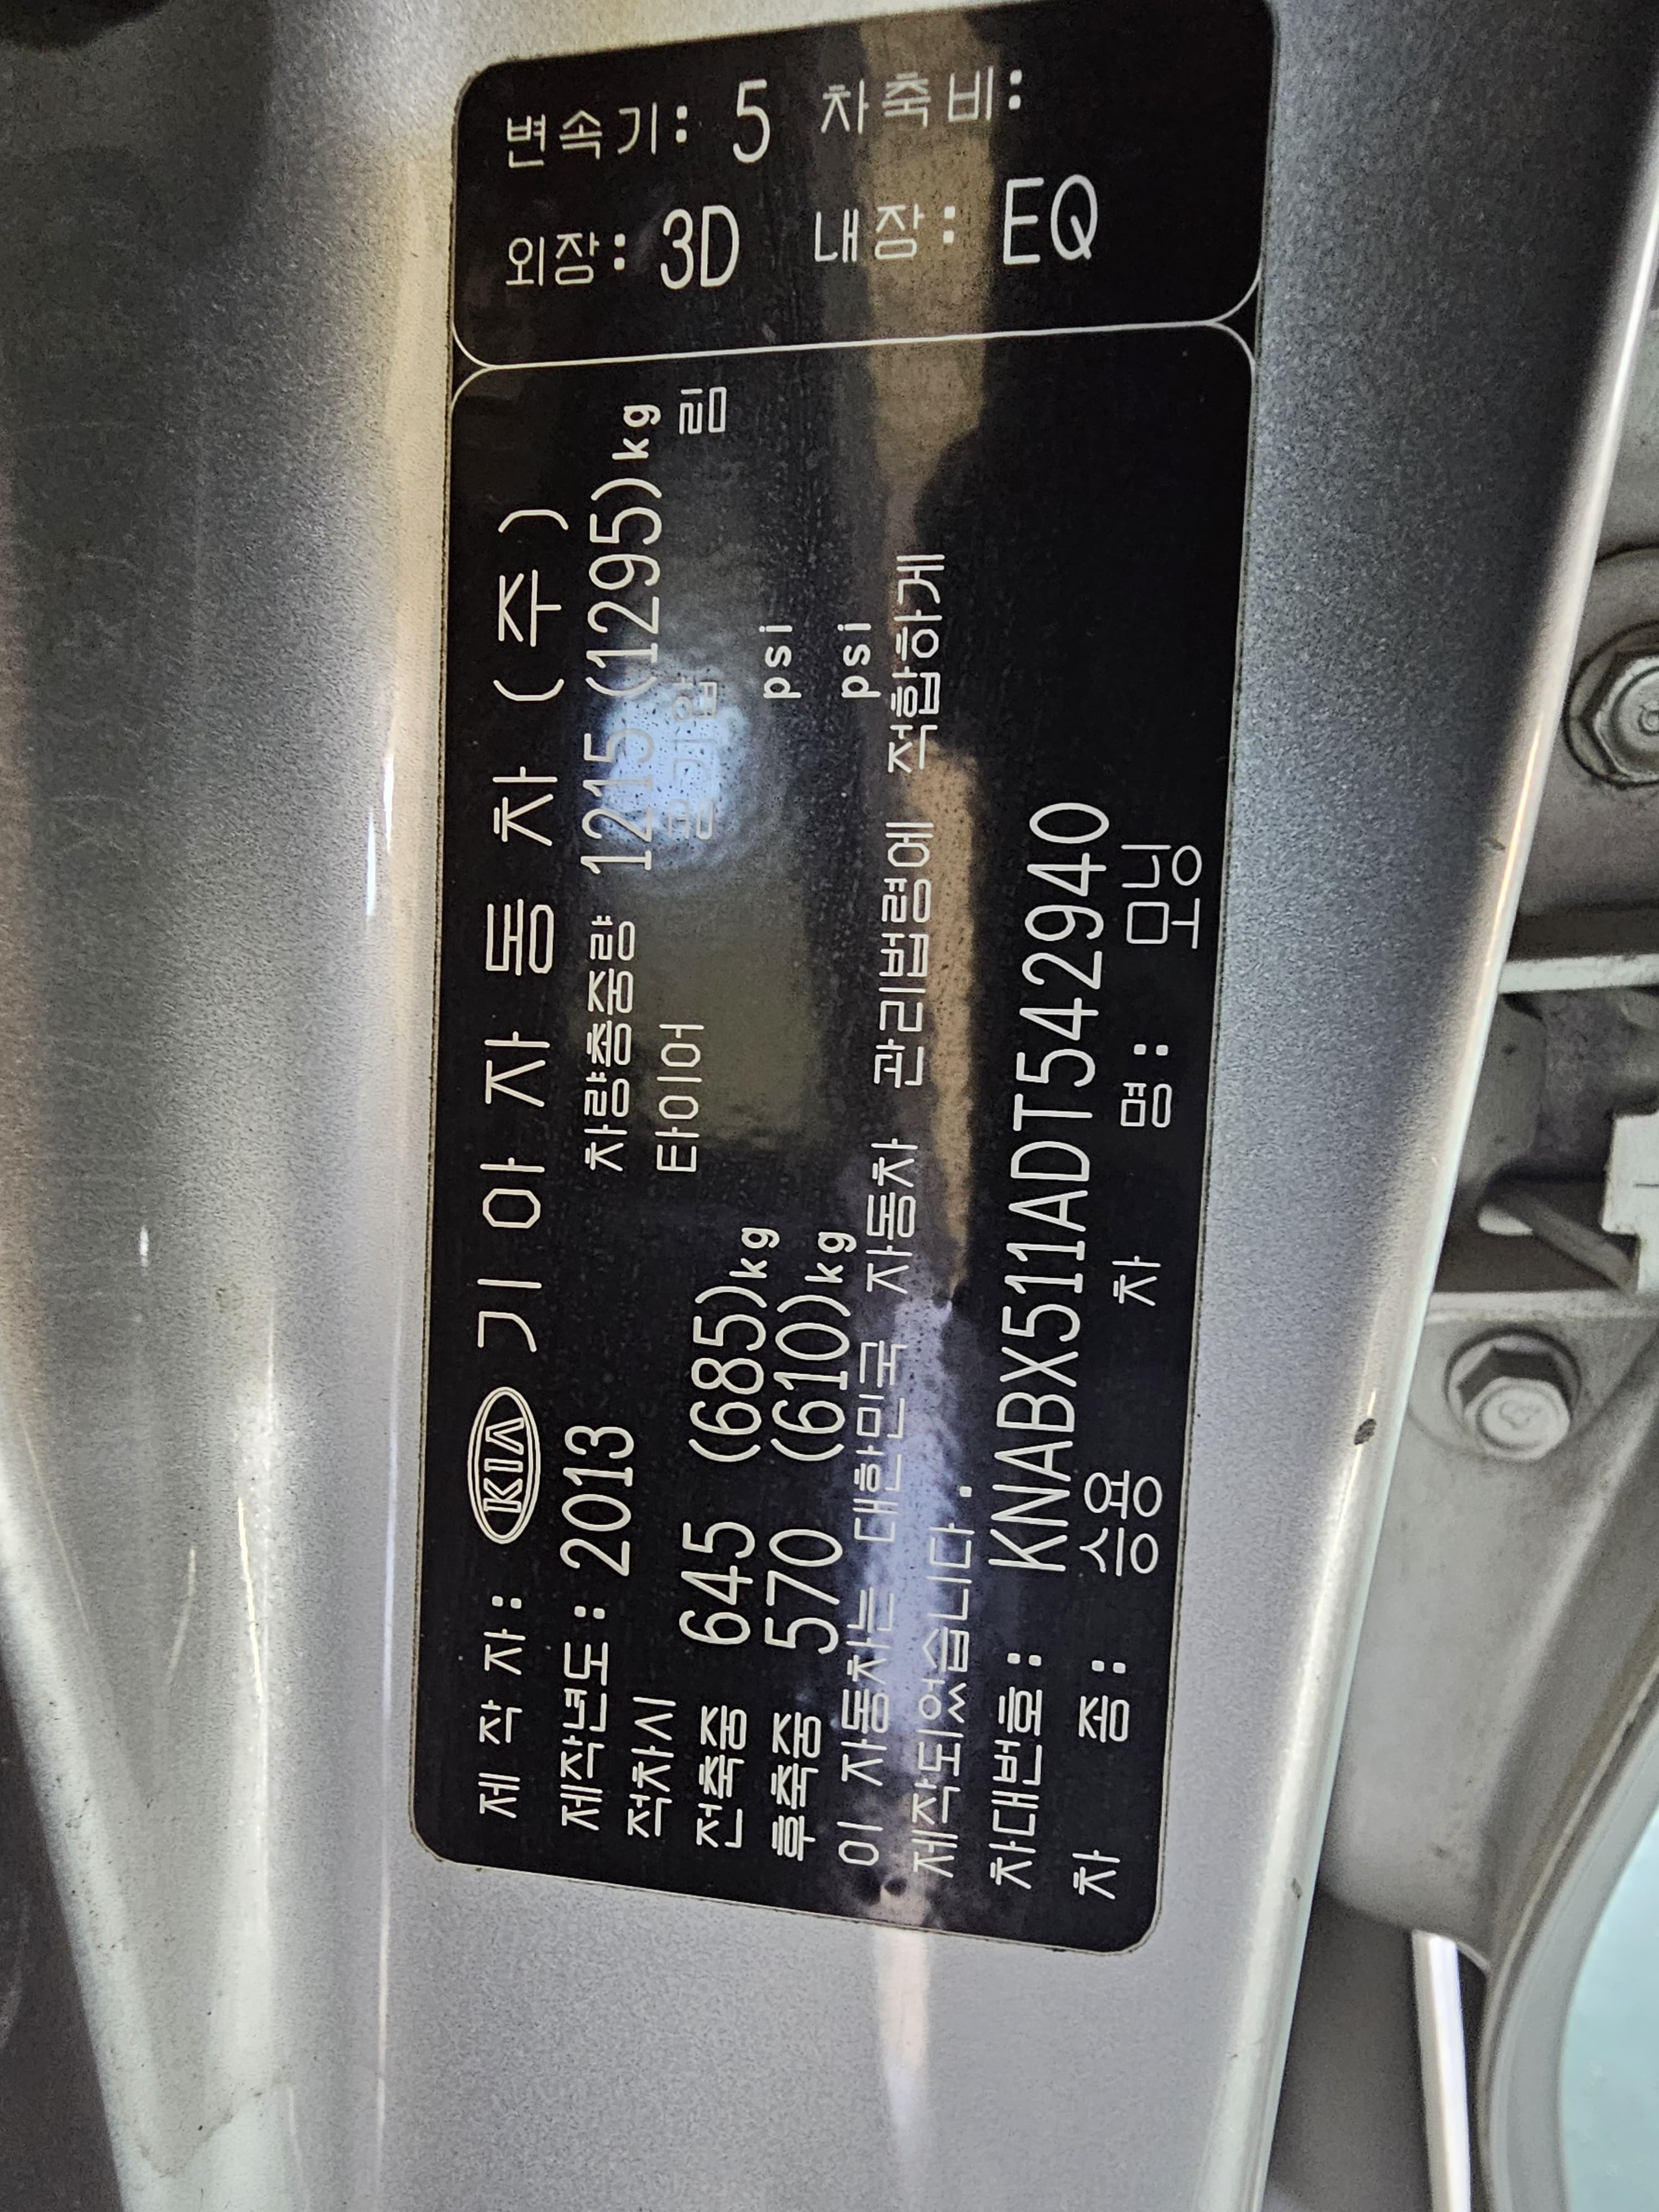 제 작 자: KIA 기 아 자 동 차 (주)
제작년도: 2013 차량총중량 1215(1295)kg
적차시 타이어 공기압 림
전축중 645 (685)kg psi
후축중 570 (610)kg psi
이 자동차는 대한민국 자동차 관리법령에 적합하게
제작되었습니다.
차대번호: KNABX511ADT542940
차 종: 승용 차 명: 모닝
변속기: 5 차축비:
외장: 3D 내장: EQ